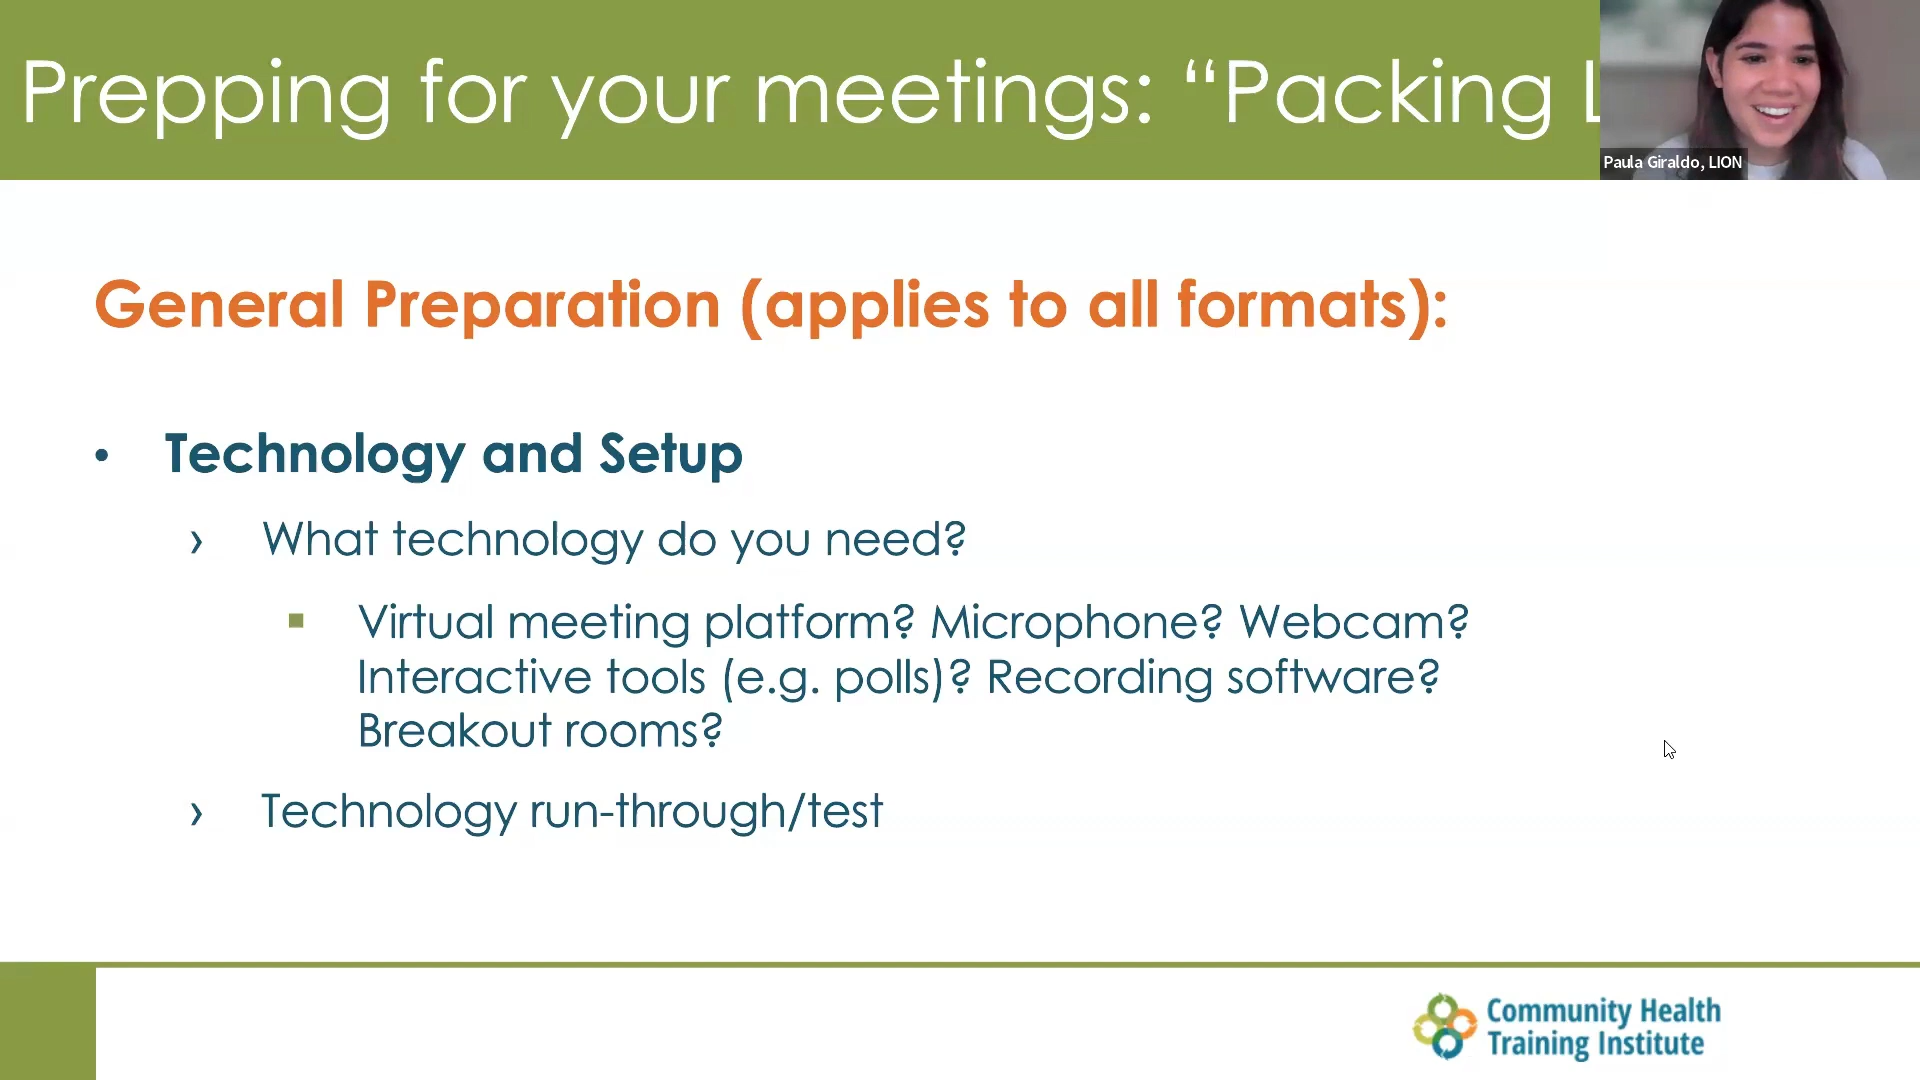 Prepping for your meetings: “Packing L
Paula Giraldo, LION
General Preparation (applies to all formats):
• Technology and Setup
› What technology do you need?
▪ Virtual meeting platform? Microphone? Webcam?
Interactive tools (e.g. polls)? Recording software?
Breakout rooms?
› Technology run-through/test
Community Health
Training Institute